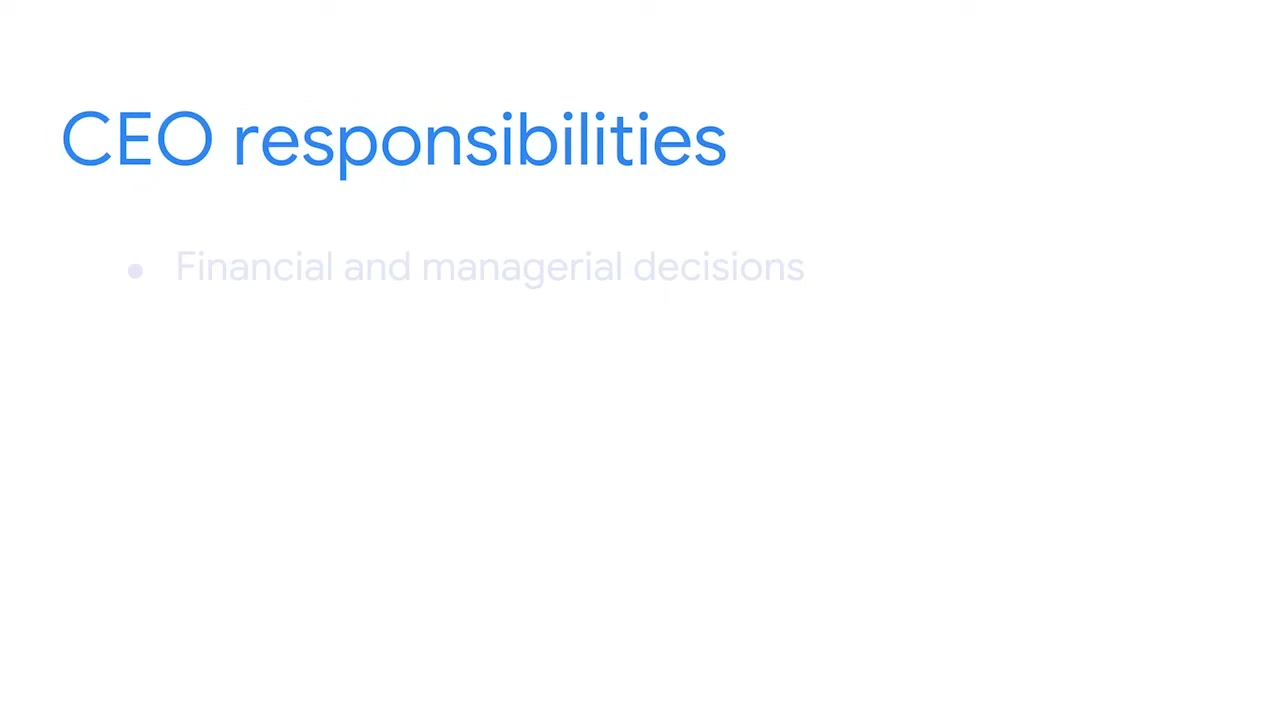 CEO responsibilities
• Financial and managerial decisions